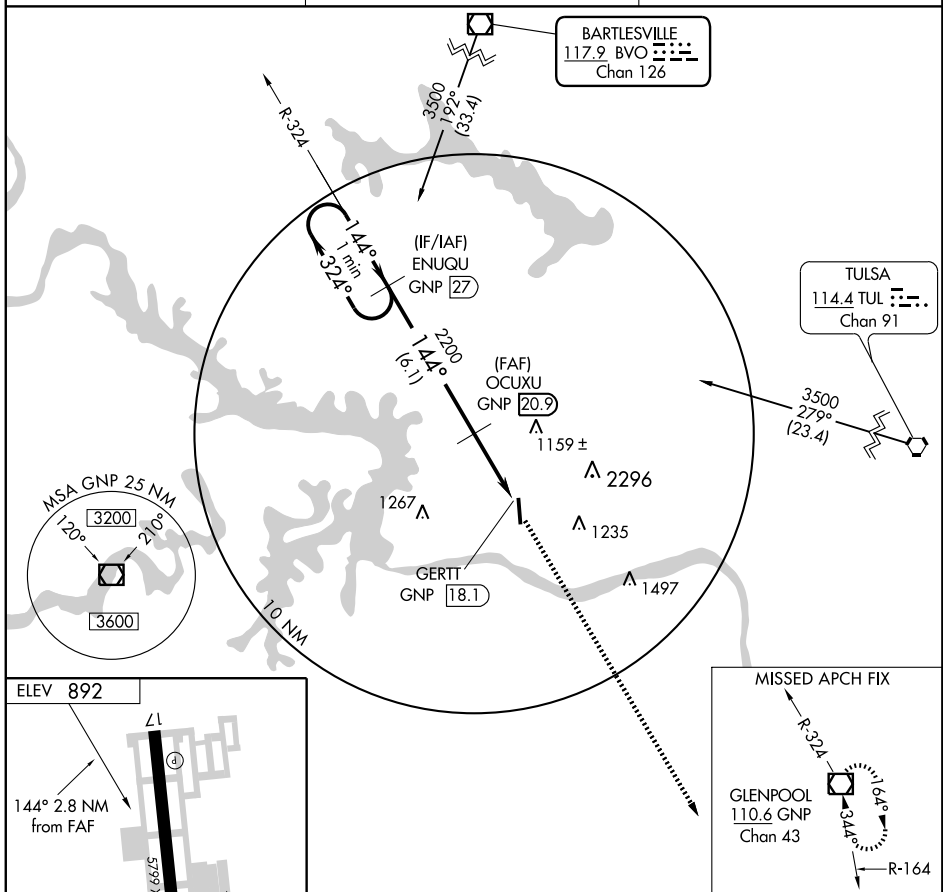 BARTLESVILLE
117.9 BVO
Chan 126
3500
192°
(33.4)
R-324
144°
1 min
324°
(IF/IAF)
ENUQU
GNP 27
TULSA
114.4 TUL
Chan 91
2200
144°
(6.1)
(FAF)
OCUXU
GNP 20.9
3500
279°
(23.4)
1159 ±
2296
1267
1235
MSA GNP 25 NM
3200
120°
210°
3600
GERTT
GNP 18.1
1497
10 NM
ELEV 892
17
P
144° 2.8 NM
from FAF
5799 X
MISSED APCH FIX
R-324
GLENPOOL
110.6 GNP
Chan 43
164°
344°
R-164